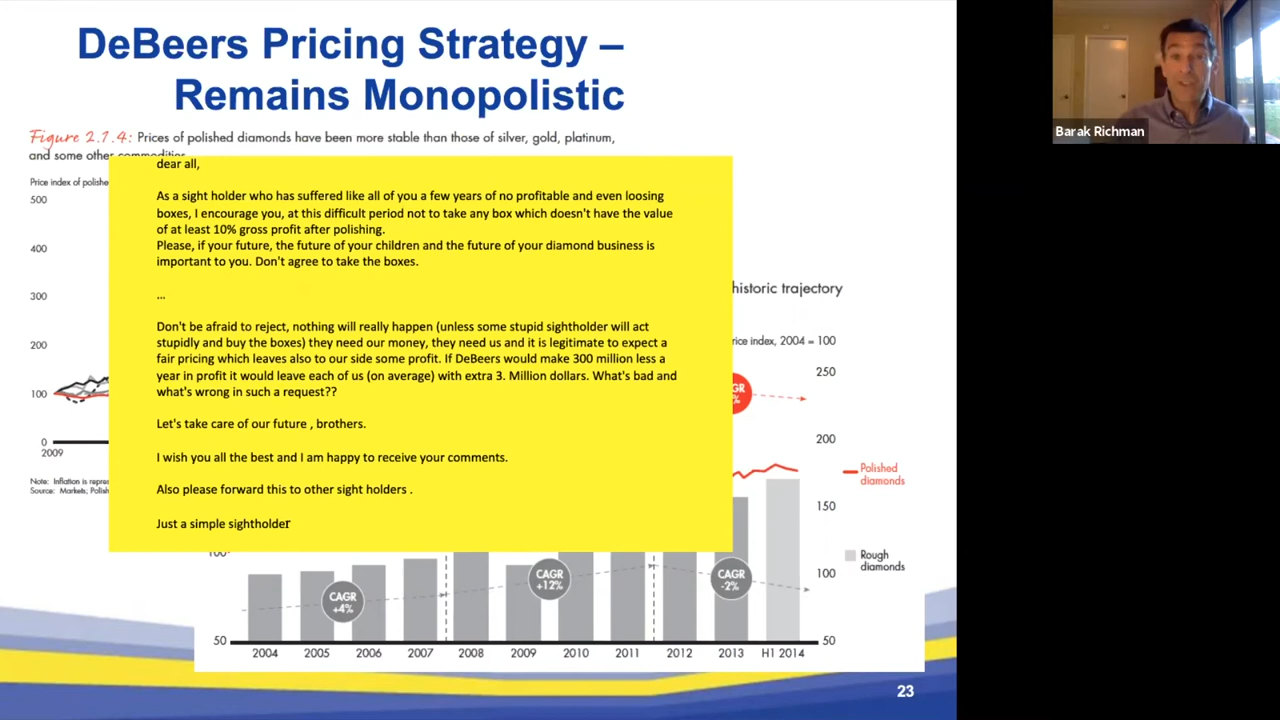 DeBeers Pricing Strategy –
Remains Monopolistic
Barak Richman
Figure 2.1.4: Prices of polished diamonds have been more stable than those of silver, gold, platinum,
and some other commodities
Price index of polishe
500
400
300
200
100
0
2009
Note: Inflation is repres
Source: Markets; Polish
dear all,
As a sight holder who has suffered like all of you a few years of no profitable and even loosing
boxes, I encourage you, at this difficult period not to take any box which doesn't have the value
of at least 10% gross profit after polishing.
Please, if your future, the future of your children and the future of your diamond business is
important to you. Don't agree to take the boxes.
...
Don't be afraid to reject, nothing will really happen (unless some stupid sightholder will act
stupidly and buy the boxes) they need our money, they need us and it is legitimate to expect a
fair pricing which leaves also to our side some profit. If DeBeers would make 300 million less a
year in profit it would leave each of us (on average) with extra 3. Million dollars. What's bad and
what's wrong in such a request??
Let's take care of our future , brothers.
I wish you all the best and I am happy to receive your comments.
Also please forward this to other sight holders .
Just a simple sightholder
historic trajectory
rice index, 2004 = 100
250
200
150
100
50
Polished
diamonds
Rough
diamonds
100
50
CAGR
+4%
CAGR
+12%
CAGR
-2%
2004 2005 2006 2007 2008 2009 2010 2011 2012 2013 H1 2014
23